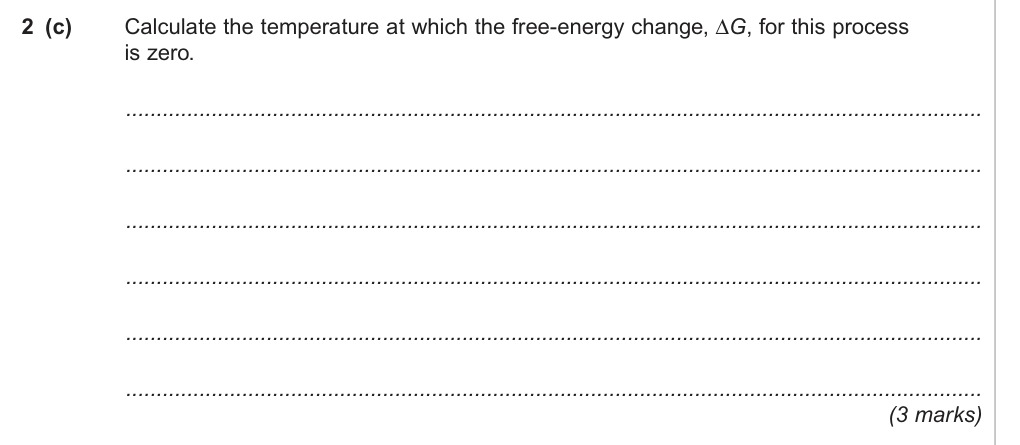 2 (c) Calculate the temperature at which the free-energy change, ΔG, for this process
is zero.
(3 marks)